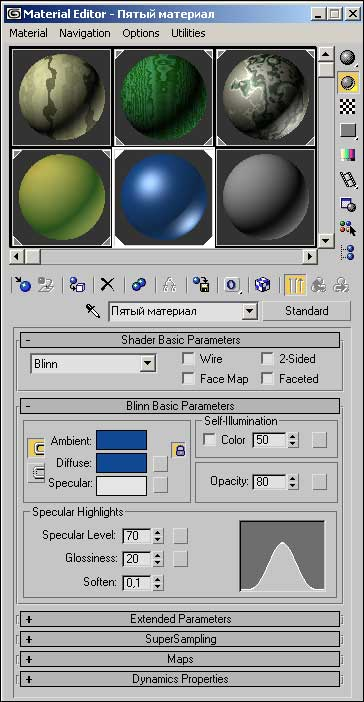 Material Editor - Пятый материал
Material Navigation Options Utilities
Пятый материал Standard
- Shader Basic Parameters
Blinn Wire 2-Sided
Face Map Faceted
- Blinn Basic Parameters
Self-Illumination
Ambient: Color 50
Diffuse:
Specular: Opacity: 80
Specular Highlights
Specular Level: 70
Glossiness: 20
Soften: 0,1
+ Extended Parameters
+ SuperSampling
+ Maps
+ Dynamics Properties